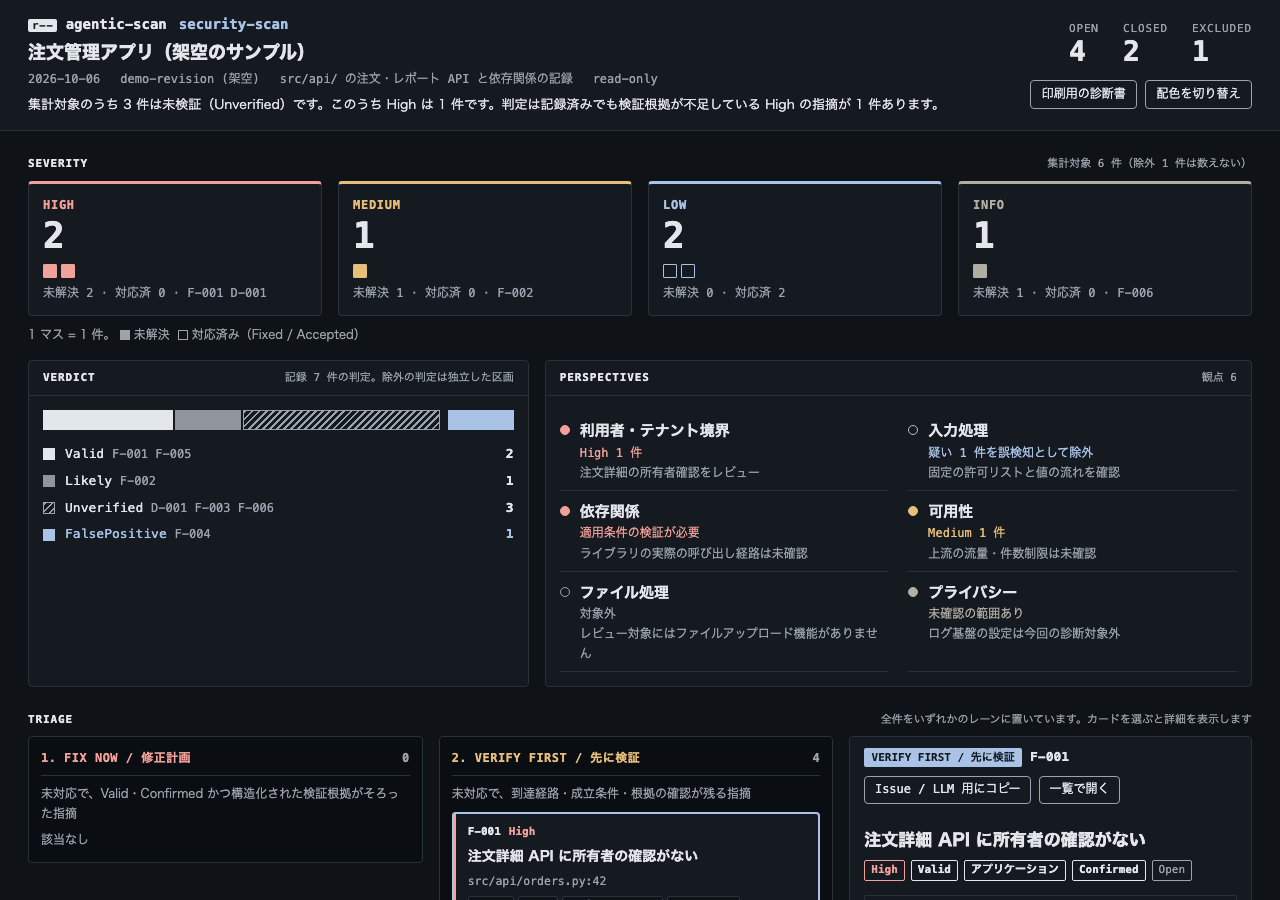 r-- agentic-scan security-scan
注文管理アプリ（架空のサンプル）
2026-10-06 demo-revision (架空) src/api/ の注文・レポート API と依存関係の記録 read-only
集計対象のうち 3 件は未検証（Unverified）です。このうち High は 1 件です。判定は記録済みでも検証根拠が不足している High の指摘が 1 件あります。
OPEN CLOSED EXCLUDED
4 2 1
印刷用の診断書 配色を切り替え
SEVERITY
集計対象 6 件（除外 1 件は数えない）
HIGH
2
未解決 2 · 対応済 0 · F-001 D-001
MEDIUM
1
未解決 1 · 対応済 0 · F-002
LOW
2
未解決 0 · 対応済 2
INFO
1
未解決 1 · 対応済 0 · F-006
1 マス = 1 件。 未解決 対応済み（Fixed / Accepted）
VERDICT
記録 7 件の判定。除外の判定は独立した区画
Valid F-001 F-005 2
Likely F-002 1
Unverified D-001 F-003 F-006 3
FalsePositive F-004 1
PERSPECTIVES
観点 6
利用者・テナント境界
High 1 件
注文詳細の所有者確認をレビュー
入力処理
疑い 1 件を誤検知として除外
固定の許可リストと値の流れを確認
依存関係
適用条件の検証が必要
ライブラリの実際の呼び出し経路は未確認
可用性
Medium 1 件
上流の流量・件数制限は未確認
ファイル処理
対象外
レビュー対象にはファイルアップロード機能がありませ
ん
プライバシー
未確認の範囲あり
ログ基盤の設定は今回の診断対象外
TRIAGE
全件をいずれかのレーンに置いています。カードを選ぶと詳細を表示します
1. FIX NOW / 修正計画 0
未対応で、Valid・Confirmed かつ構造化された検証根拠がそろっ
た指摘
該当なし
2. VERIFY FIRST / 先に検証 4
未対応で、到達経路・成立条件・根拠の確認が残る指摘
F-001 High
注文詳細 API に所有者の確認がない
src/api/orders.py:42
VERIFY FIRST / 先に検証 F-001
Issue / LLM 用にコピー 一覧で開く
注文詳細 API に所有者の確認がない
High Valid アプリケーション Confirmed Open